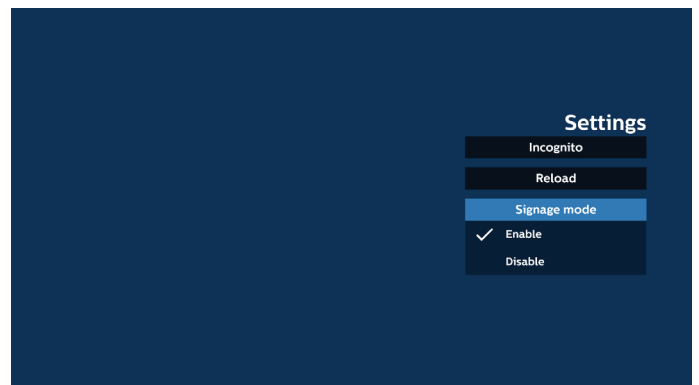 Settings
Incognito
Reload
Signage mode
Enable
Disable